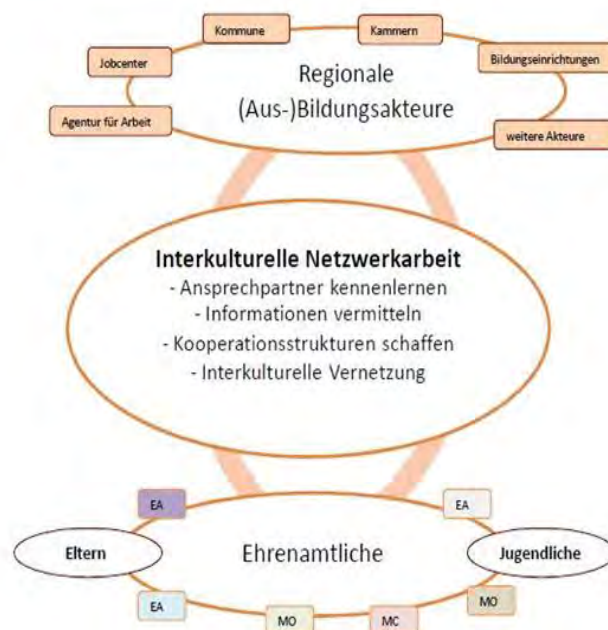 Kommune
Kammern
Jobcenter
Bildungseinrichtungen
Regionale
(Aus-)Bildungsakteure
Agentur für Arbeit
weitere Akteure
Interkulturelle Netzwerkarbeit
- Ansprechpartner kennenlernen
- Informationen vermitteln
- Kooperationsstrukturen schaffen
- Interkulturelle Vernetzung
EA
EA
Eltern
Ehrenamtliche
Jugendliche
EA
MO
MC
MO